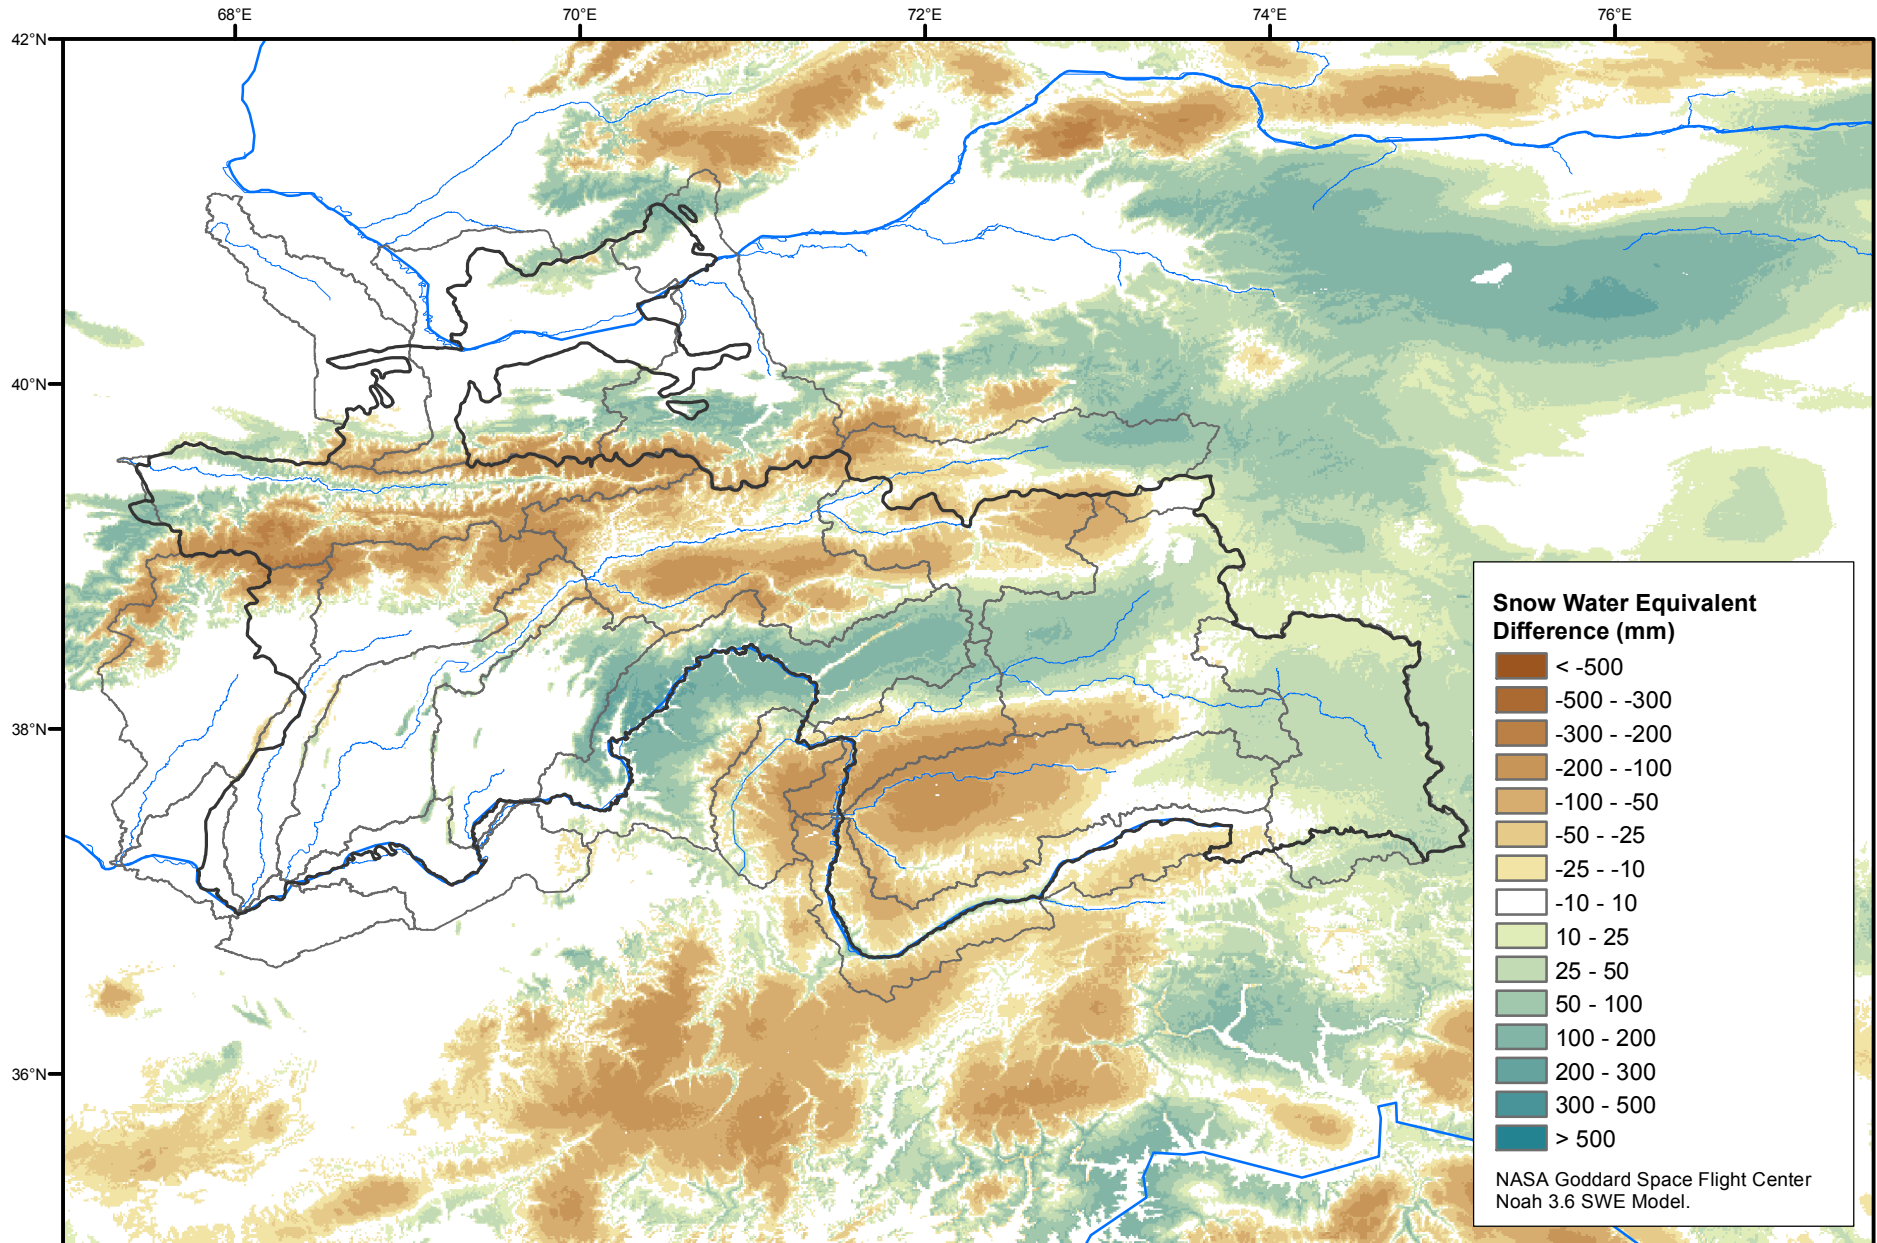 68°E 70°E 72°E 74°E 76°E
42°N
40°N
38°N
36°N
Snow Water Equivalent
Difference (mm)
< -500
-500 - -300
-300 - -200
-200 - -100
-100 - -50
-50 - -25
-25 - -10
-10 - 10
10 - 25
25 - 50
50 - 100
100 - 200
200 - 300
300 - 500
> 500
NASA Goddard Space Flight Center
Noah 3.6 SWE Model.